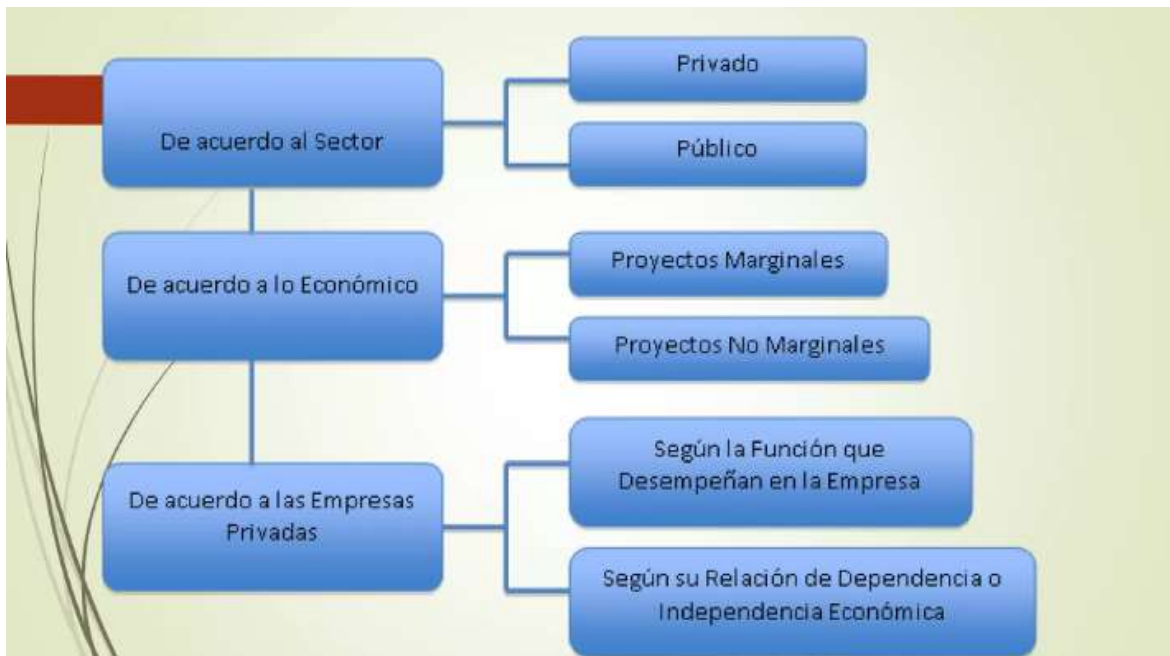 De acuerdo al Sector
Privado
Público
De acuerdo a lo Económico
Proyectos Marginales
Proyectos No Marginales
De acuerdo a las Empresas
Privadas
Según la Función que
Desempeñan en la Empresa
Según su Relación de Dependencia o
Independencia Económica